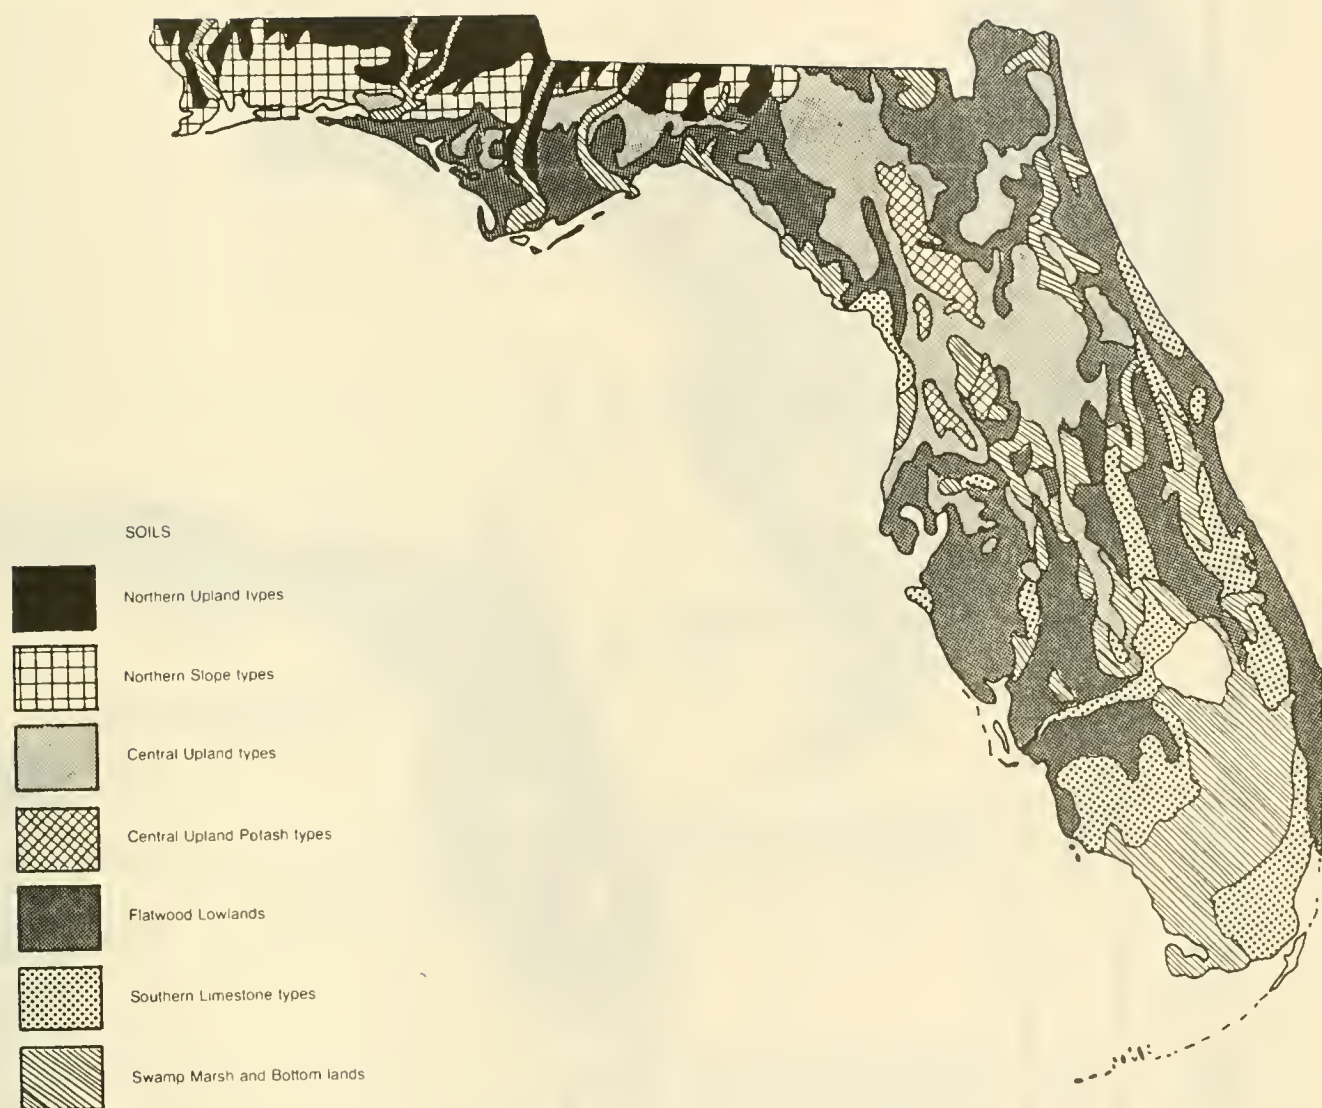 SOILS
Northern Upland types
Northern Slope types
Central Upland types
Central Upland Potash types
Flatwood Lowlands
Southern Limestone types
Swamp Marsh and Bottom lands